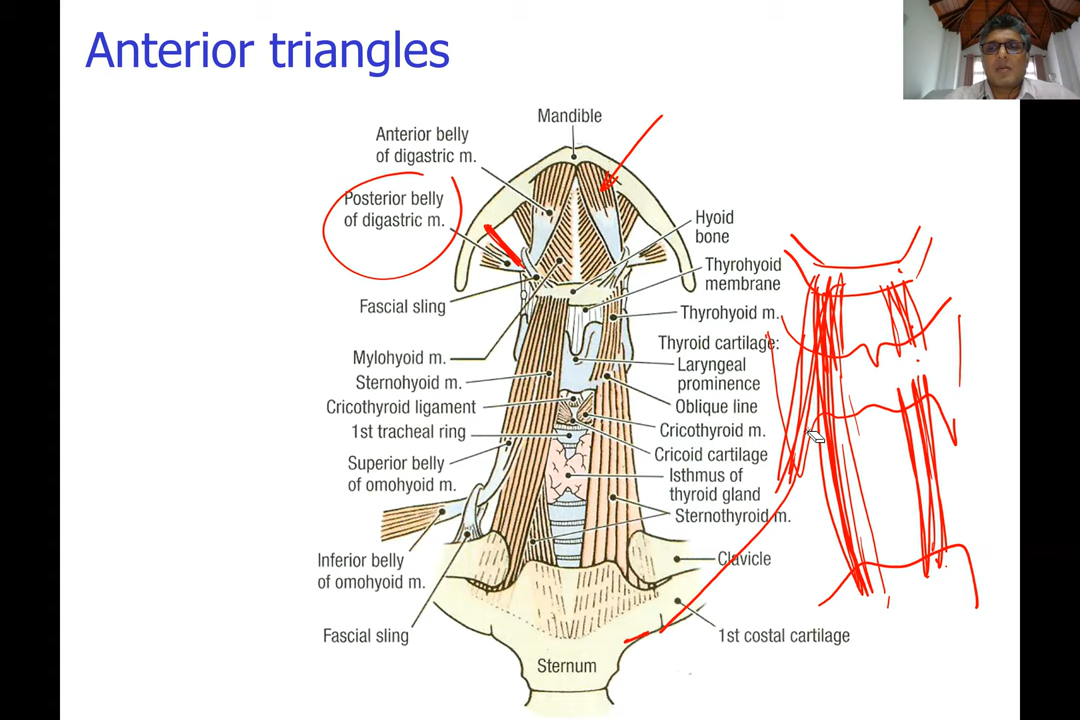 Anterior triangles
Mandible
Anterior belly
of digastric m.
Posterior belly
of digastric m.
Hyoid
bone
Thyrohyoid
membrane
Fascial sling
Thyrohyoid m.
Thyroid cartilage:
Laryngeal
prominence
Mylohyoid m.
Sternohyoid m.
Cricothyroid ligament
Oblique line
1st tracheal ring
Cricothyroid m.
Cricoid cartilage
Superior belly
of omohyoid m.
Isthmus of
thyroid gland
Sternothyroid m.
Inferior belly
of omohyoid m.
Clavicle
Fascial sling
1st costal cartilage
Sternum